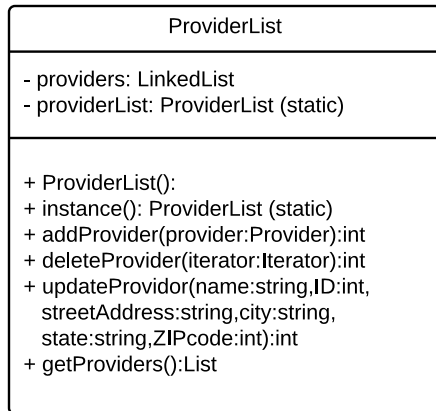 ProviderList
- providers: LinkedList
- providerList: ProviderList (static)
+ ProviderList():
+ instance(): ProviderList (static)
+ addProvider(provider:Provider):int
+ deleteProvider(iterator:Iterator):int
+ updateProvidor(name:string,ID:int,
streetAddress:string,city:string,
state:string,ZIPcode:int):int
+ getProviders():List